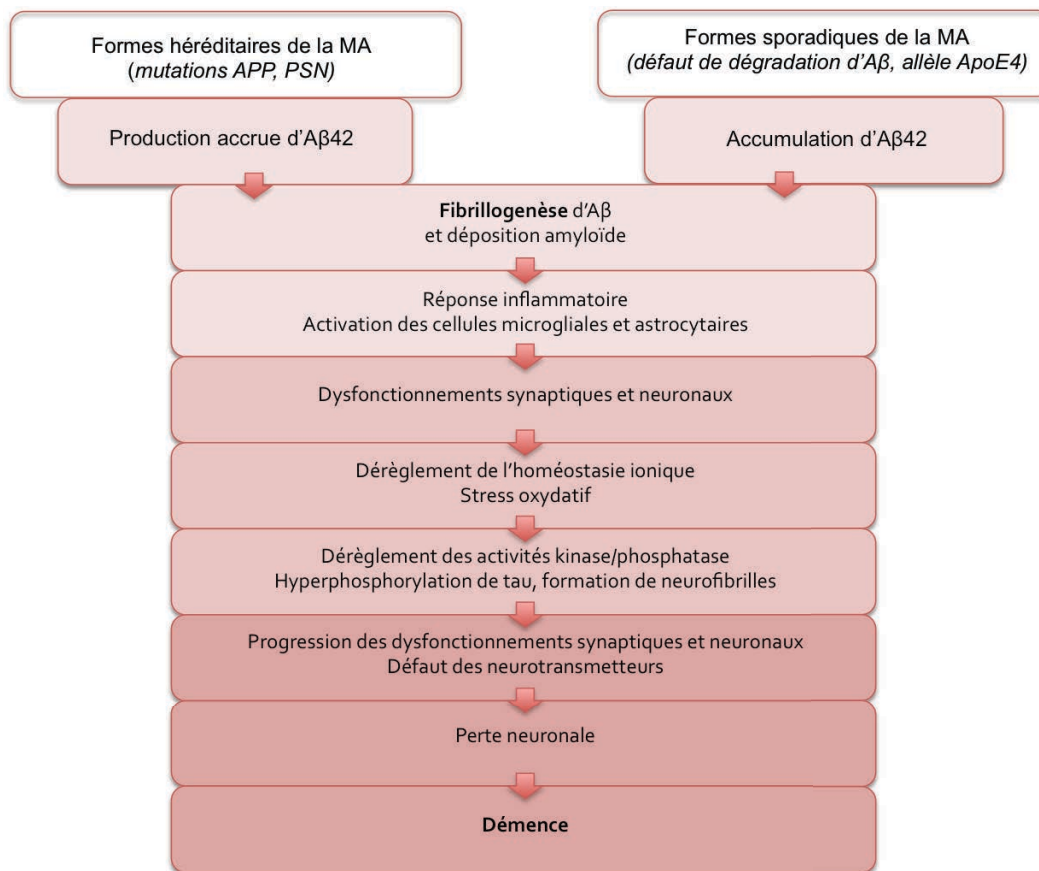 Formes héréditaires de la MA
(mutations APP, PSN)
Formes sporadiques de la MA
(défaut de dégradation d'Aβ, allèle ApoE4)
Production accrue d'Aβ42
Accumulation d'Aβ42
Fibrillogenèse d'Aβ
et déposition amyloïde
Réponse inflammatoire
Activation des cellules microgliales et astrocytaires
Dysfonctionnements synaptiques et neuronaux
Dérèglement de l'homéostasie ionique
Stress oxydatif
Dérèglement des activités kinase/phosphatase
Hyperphosphorylation de tau, formation de neurofibrilles
Progression des dysfonctionnements synaptiques et neuronaux
Défaut des neurotransmetteurs
Perte neuronale
Démence